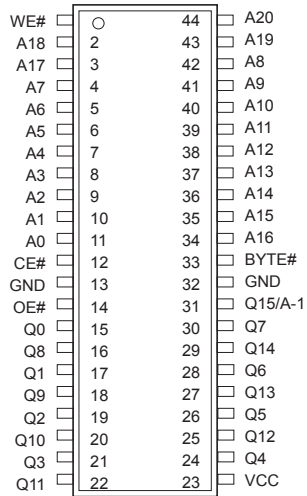 WE# 44 A20
A18 2 43 A19
A17 3 42 A8
A7 4 41 A9
A6 5 40 A10
A5 6 39 A11
A4 7 38 A12
A3 8 37 A13
A2 9 36 A14
A1 10 35 A15
A0 11 34 A16
CE# 12 33 BYTE#
GND 13 32 GND
OE# 14 31 Q15/A-1
Q0 15 30 Q7
Q8 16 29 Q14
Q1 17 28 Q6
Q9 18 27 Q13
Q2 19 26 Q5
Q10 20 25 Q12
Q3 21 24 Q4
Q11 22 23 VCC